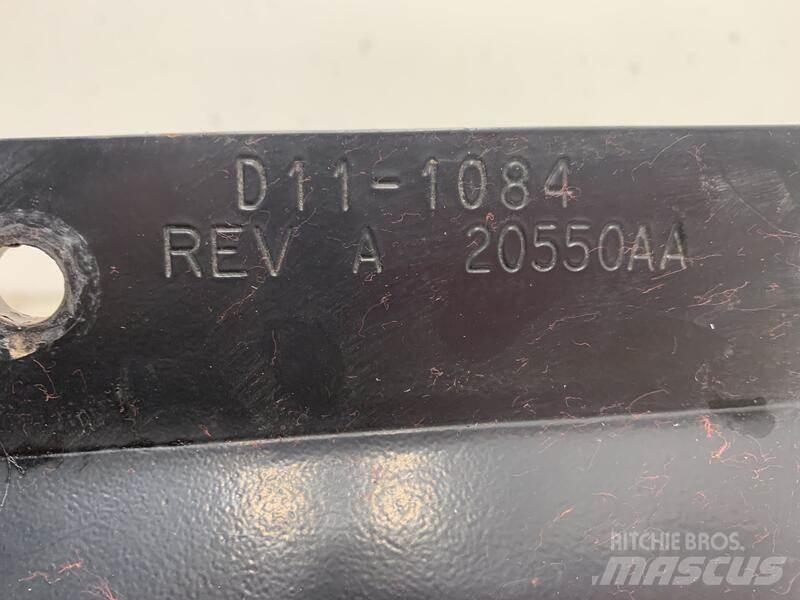 D11-1084
REV A 20550AA
RITCHIE BROS.
MASCUS